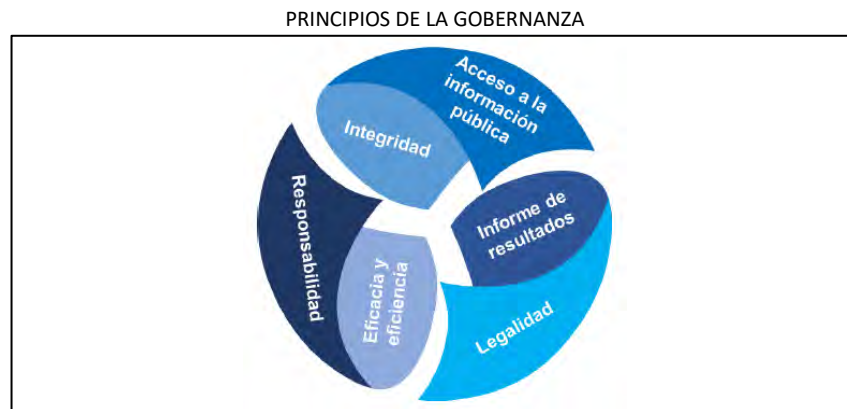 PRINCIPIOS DE LA GOBERNANZA
Acceso a la
información
pública
Integridad
Informe de
resultados
Responsabilidad
Eficacia y
eficiencia
Legalidad